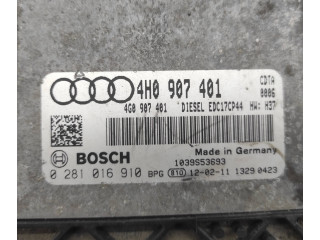 4H0 907 401 CDTA
4G0 907 401 DIESEL EDC17CP44 0006 HW: H37
BOSCH Made in Germany
1039S53693
0 281 016 910 BPG 810 12-02-11 1329 0423